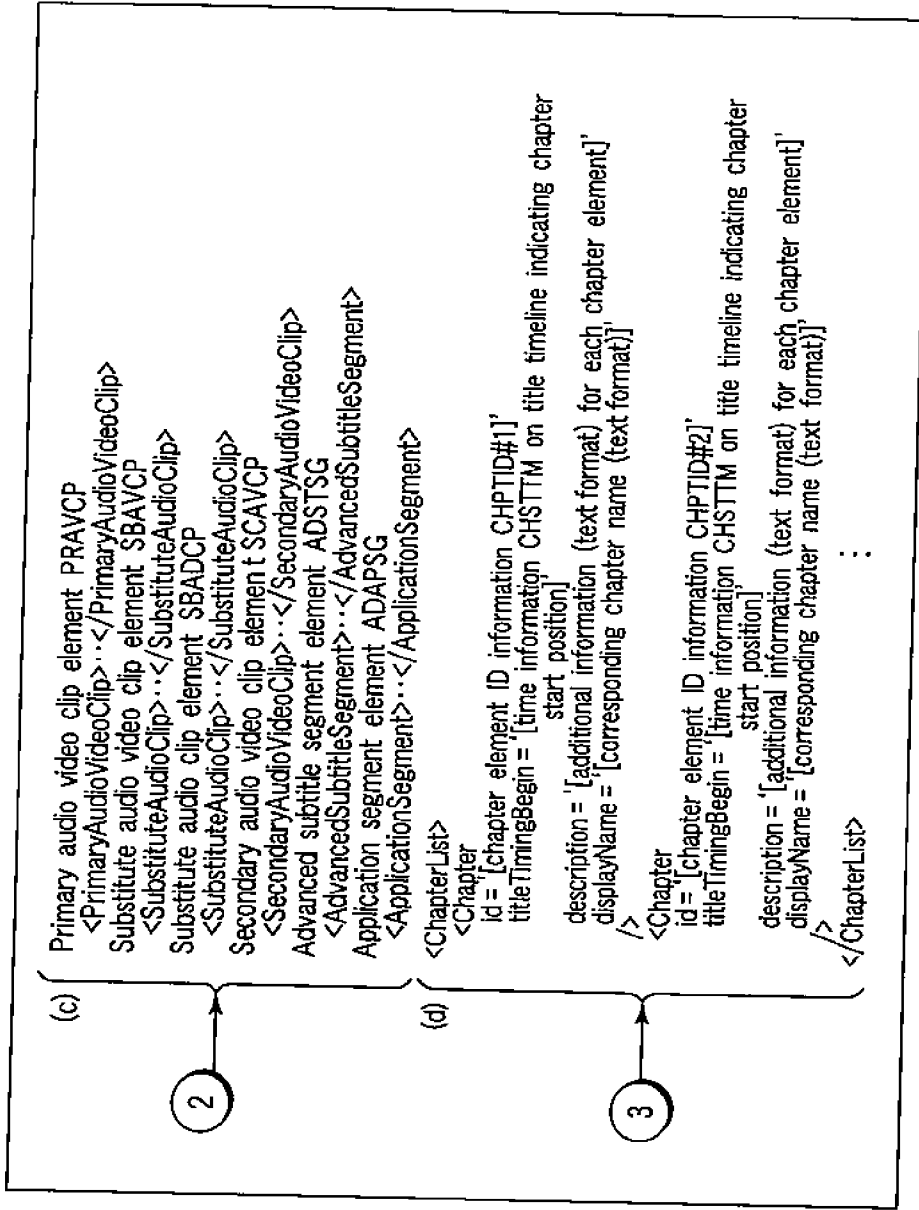 (c)
Primary audio video clip element PRAVCP
<PrimaryAudioVideoClip>··</PrimaryAudioVideoClip>
Substitute audio video clip element SBAVCP
<SubstituteAudioClip>··</SubstituteAudioClip>
Substitute audio clip element SBADCP
<SubstituteAudioClip>··</SubstituteAudioClip>
Secondary audio video clip element SCAVCP
<SecondaryAudioVideoClip>··</SecondaryAudioVideoClip>
Advanced subtitle segment element ADSTSG
<AdvancedSubtitleSegment>··</AdvancedSubtitleSegment>
Application segment element ADAPSG
<ApplicationSegment>··</ApplicationSegment>
2
(d)
<ChapterList>
<Chapter
id = '[chapter element ID information CHPTID#1]'
titleTimingBegin = '[time information CHSTTM on title timeline indicating chapter
start position]'
description = '[additional information (text format) for each chapter element]'
displayName = '[corresponding chapter name (text format)]'
/>
<Chapter
id = '[chapter element ID information CHPTID#2]'
titleTimingBegin = '[time information CHSTTM on title timeline indicating chapter
start position]
description = '[additional information (text format) for each chapter element]'
displayName = '[corresponding chapter name (text format)]'
/>
:
</ChapterList>
3